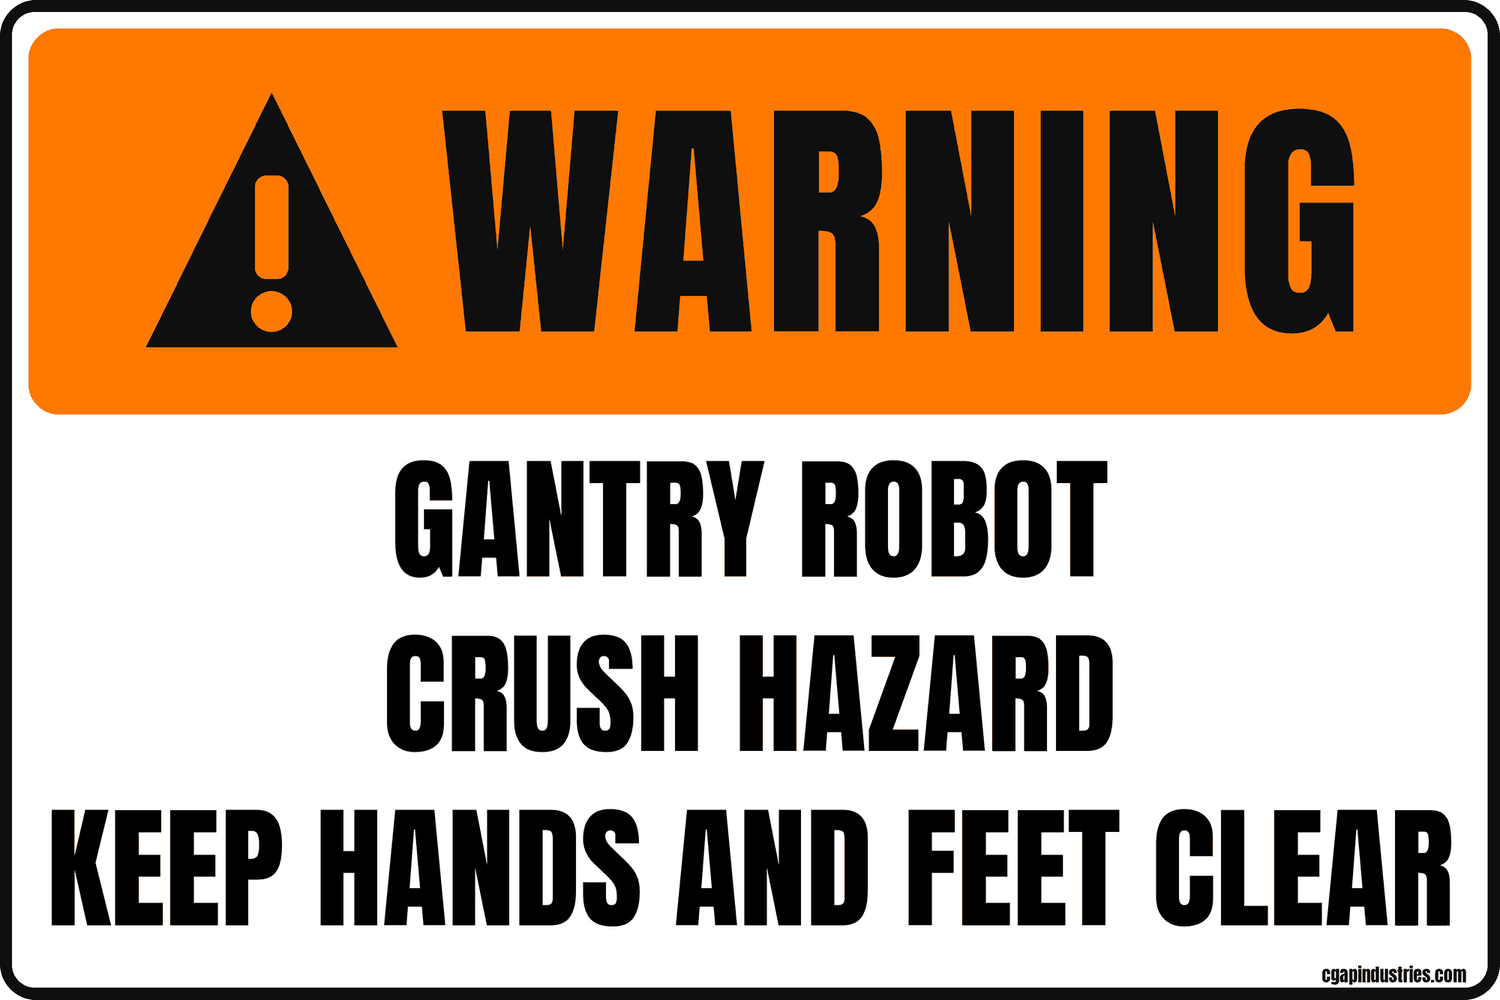 WARNING
GANTRY ROBOT
CRUSH HAZARD
KEEP HANDS AND FEET CLEAR
cgapindustries.com